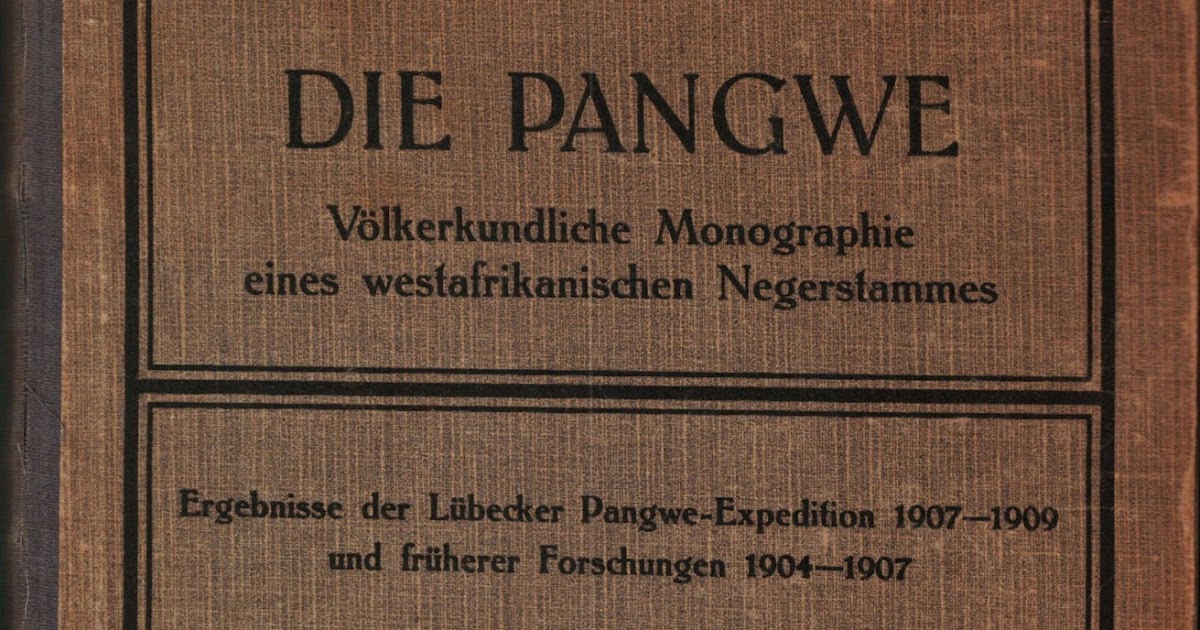 DIE PANGWE
Völkerkundliche Monographie
eines westafrikanischen Negerstammes
Ergebnisse der Lübecker Pangwe-Expedition 1907—1909
und früherer Forschungen 1904—1907